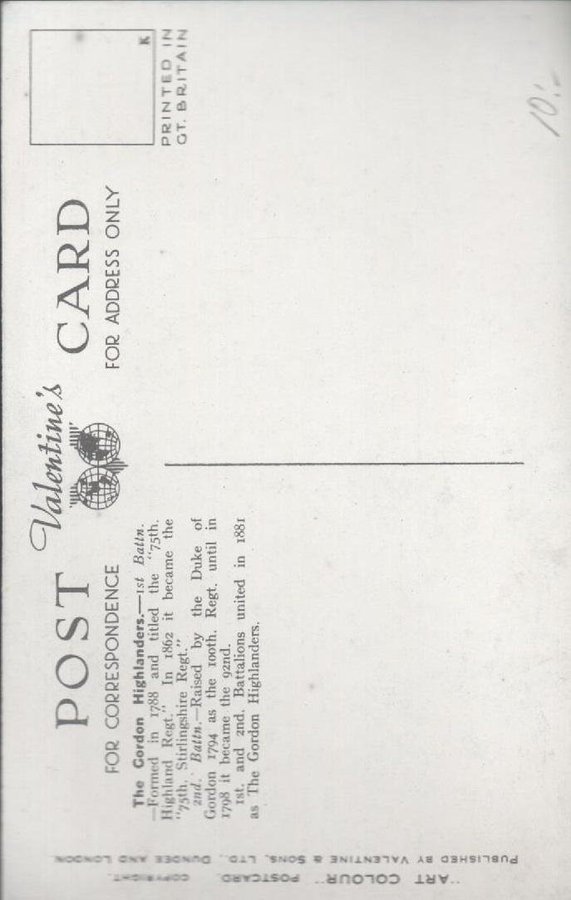 Valentine's
POST CARD
FOR CORRESPONDENCE
FOR ADDRESS ONLY
K
PRINTED IN
GT. BRITAIN
The Gordon Highlanders.—1st Battn.
—Formed in 1788 and titled the "75th.
Highland Regt." In 1862 it became the
"75th. Stirlingshire Regt."
2nd. Battn.—Raised by the Duke of
Gordon 1794 as the 100th. Regt. until in
1798 it became the 92nd.
1st. and 2nd. Battalions united in 1881
as The Gordon Highlanders.
10:-
PUBLISHED BY VALENTINE & SONS, LTD., DUNDEE AND LONDON.
"ART COLOUR" POSTCARD. COPYRIGHT.